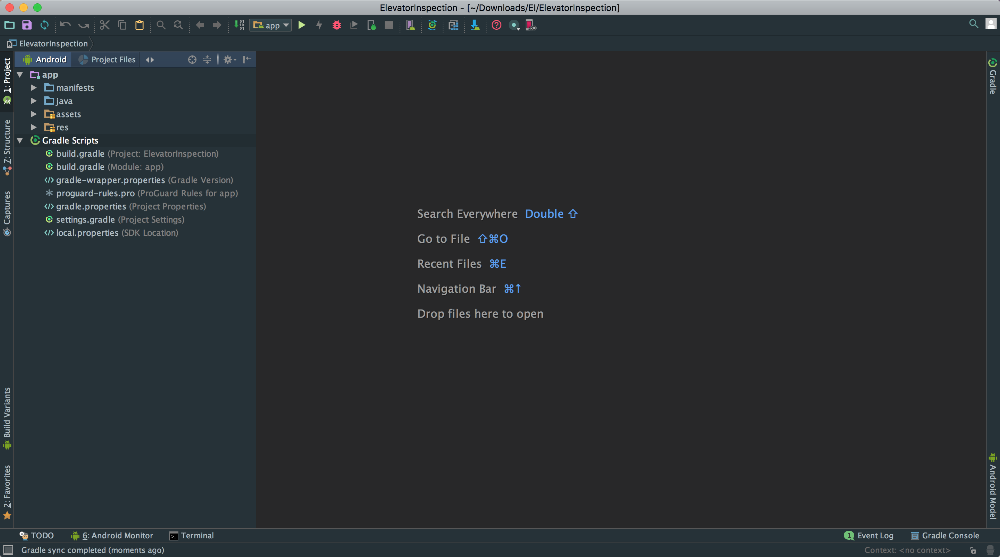 ElevatorInspection - [~/Downloads/EI/ElevatorInspection]
app
ElevatorInspection
Android
Project Files
1: Project
7: Structure
Captures
Build Variants
2: Favorites
app
manifests
java
assets
res
Gradle Scripts
build.gradle (Project: ElevatorInspection)
build.gradle (Module: app)
gradle-wrapper.properties (Gradle Version)
proguard-rules.pro (ProGuard Rules for app)
gradle.properties (Project Properties)
settings.gradle (Project Settings)
local.properties (SDK Location)
Search Everywhere Double ⇧
Go to File ⇧⌘O
Recent Files ⌘E
Navigation Bar ⌘↑
Drop files here to open
Gradle
Android Model
TODO
6: Android Monitor
Terminal
1 Event Log
Gradle Console
Gradle sync completed (moments ago)
Context: <no context>